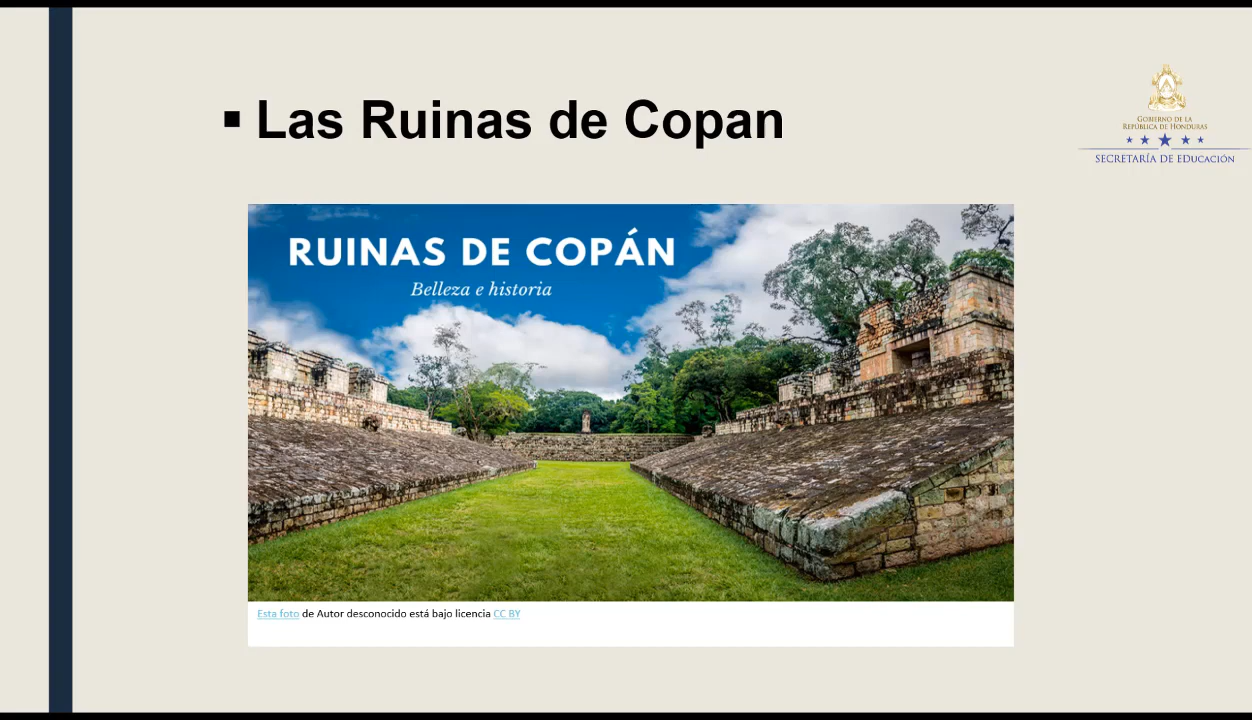 ▪ Las Ruinas de Copan
GOBIERNO DE LA
REPÚBLICA DE HONDURAS
SECRETARÍA DE EDUCACIÓN
RUINAS DE COPÁN
Belleza e historia
Esta foto de Autor desconocido está bajo licencia CC BY